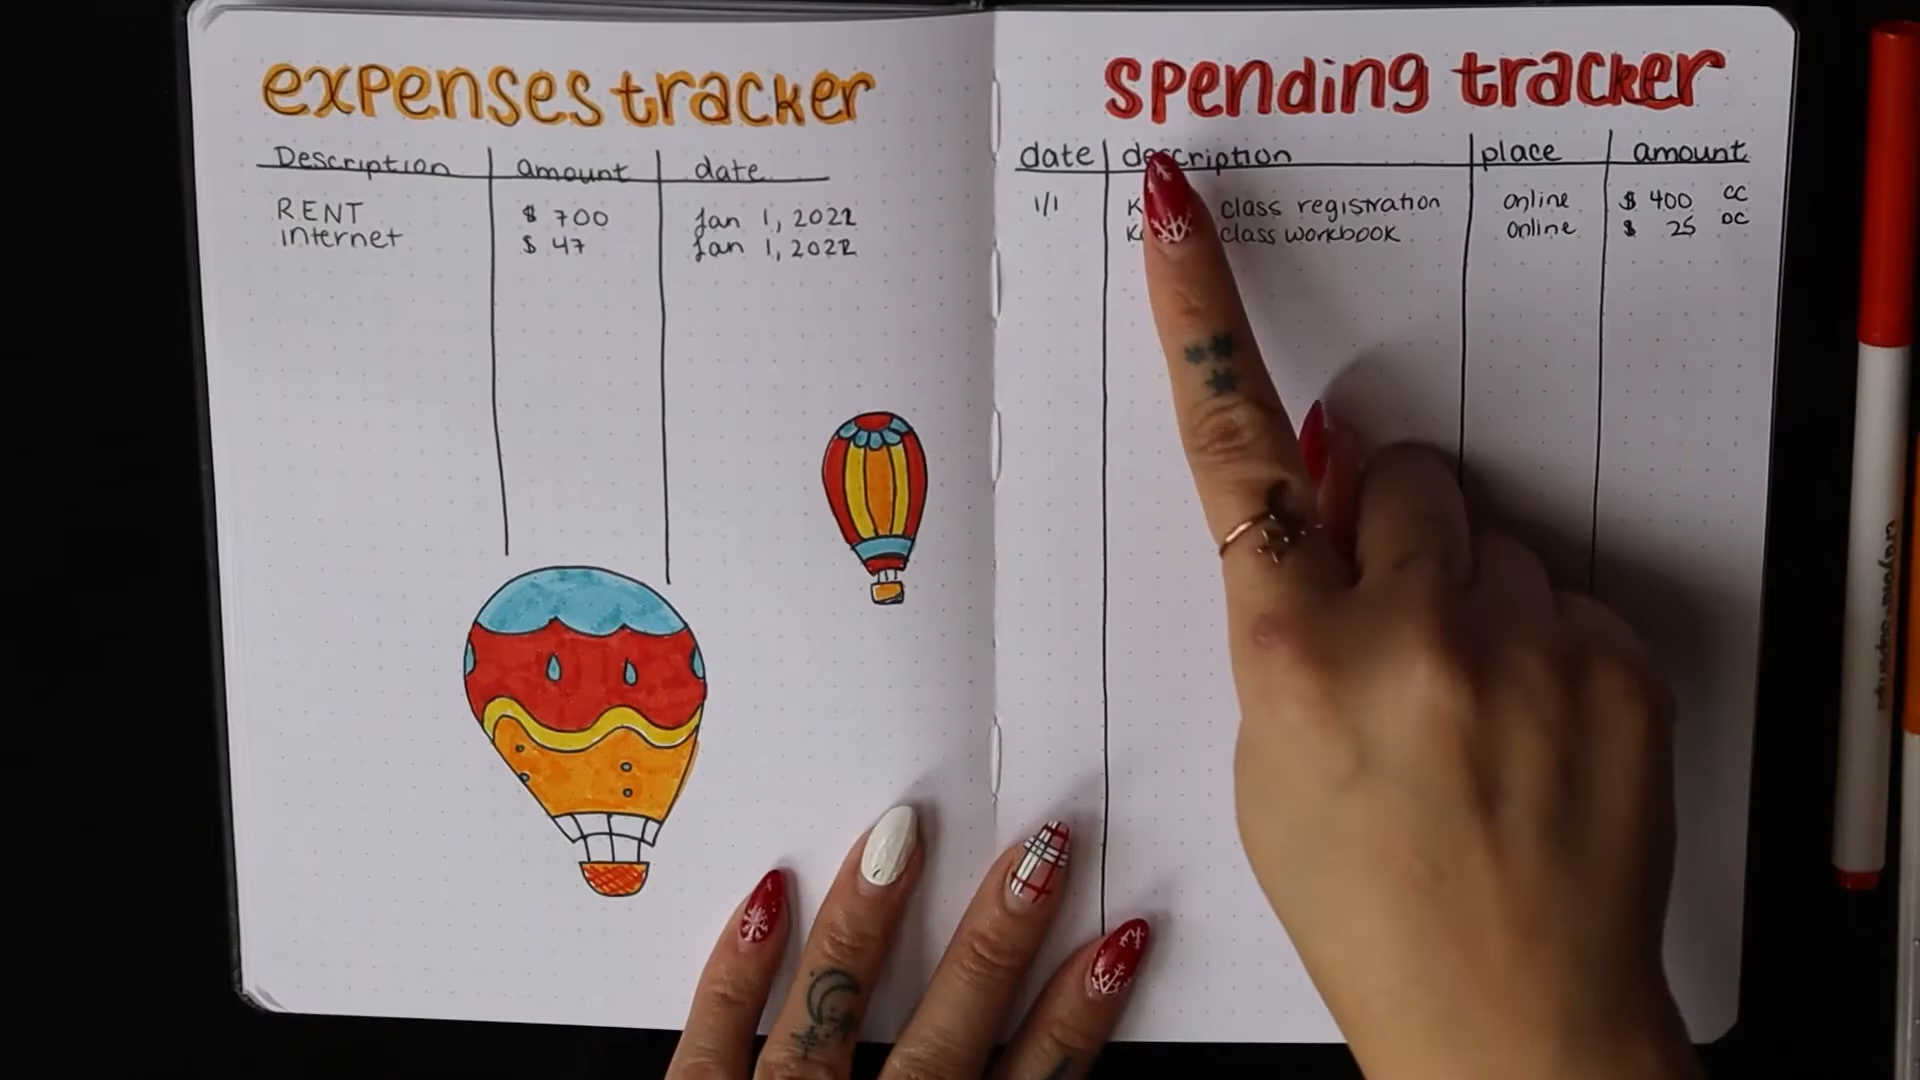 expenses tracker
Description amount date
RENT $ 700 Jan 1, 2022
internet $ 47 Jan 1, 2022
spending tracker
date description place amount
1/1 class registration online $ 400 CC
class workbook online $ 25